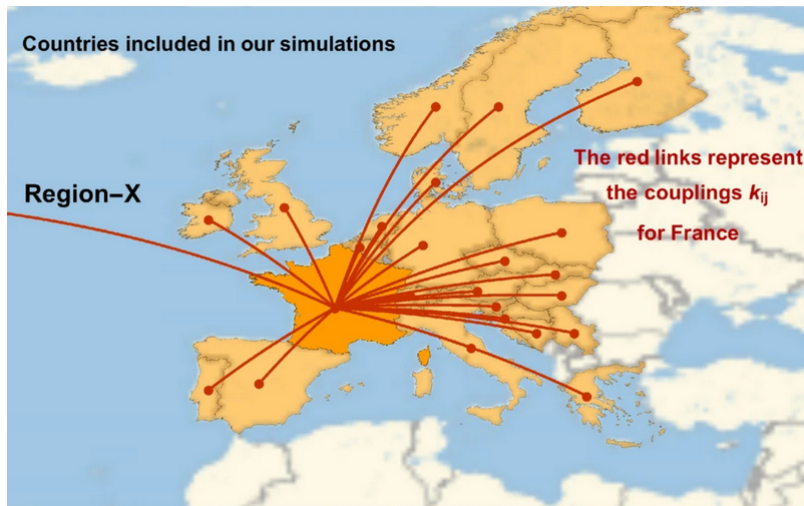 Countries included in our simulations
The red links represent
Region–X
the couplings kij
for France